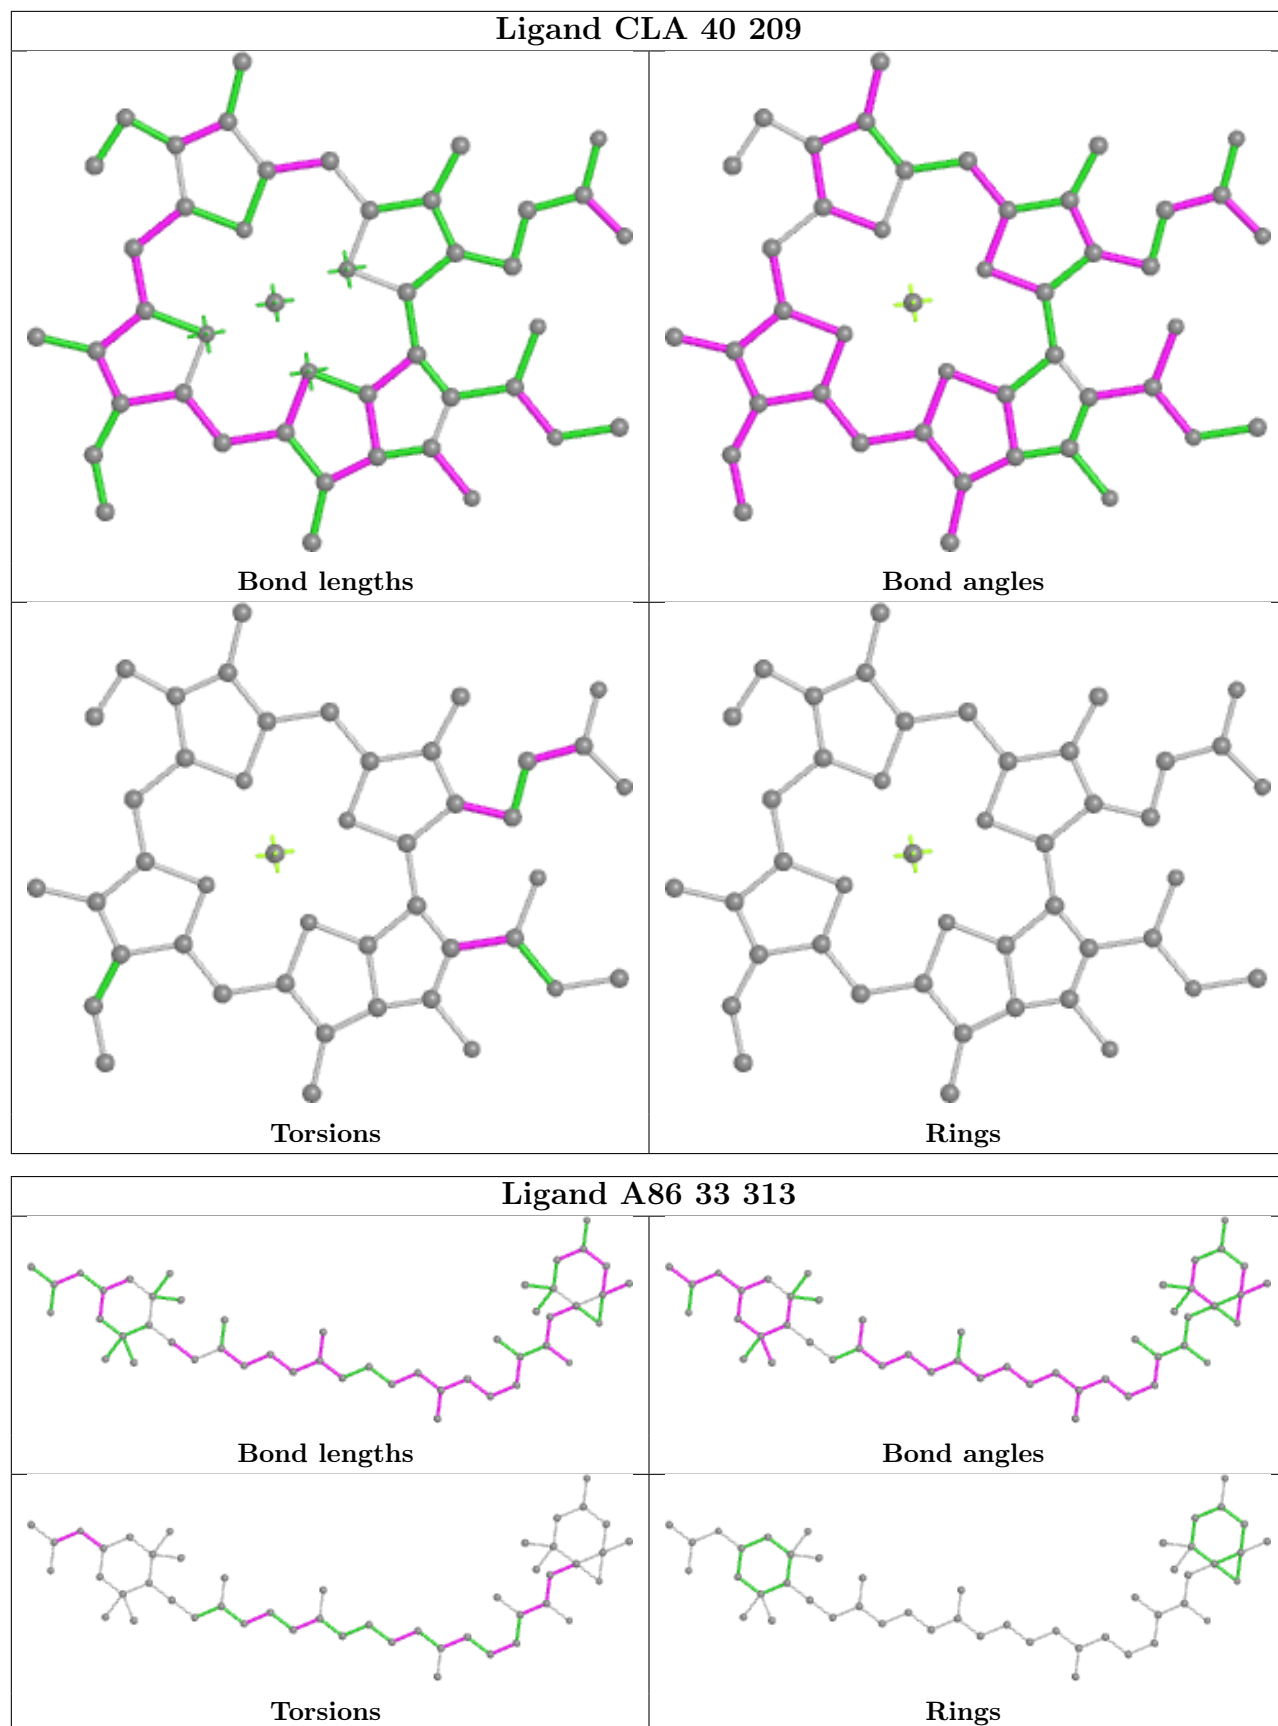 Ligand CLA 40 209
Bond lengths
Bond angles
Torsions
Rings
Ligand A86 33 313
Bond lengths
Bond angles
Torsions
Rings